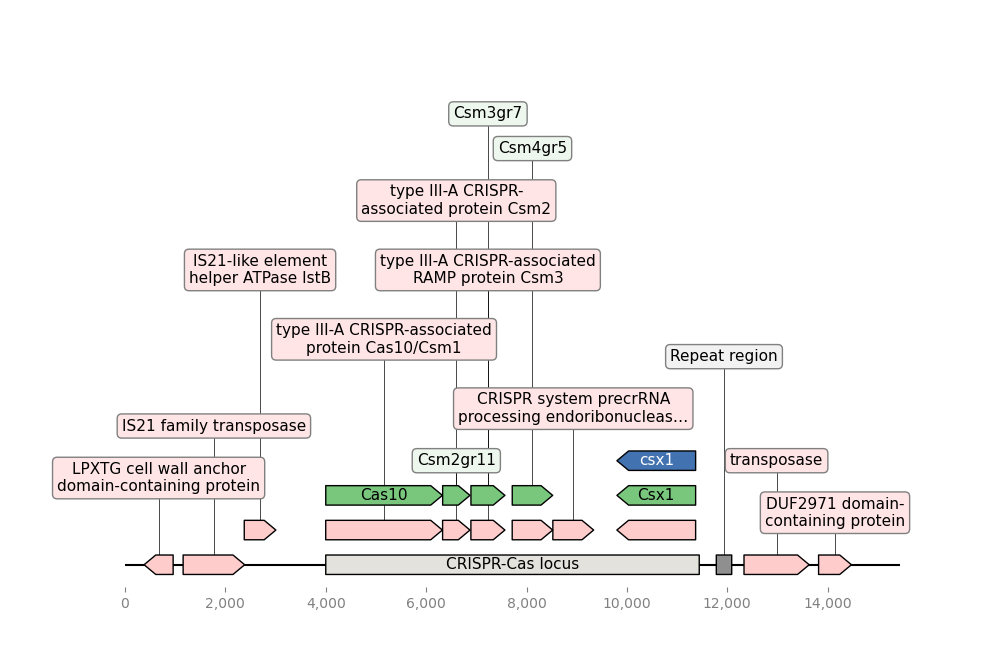 Csm3gr7
Csm4gr5
type III-A CRISPR-
associated protein Csm2
IS21-like element
helper ATPase IstB
type III-A CRISPR-associated
RAMP protein Csm3
type III-A CRISPR-associated
protein Cas10/Csm1
Repeat region
CRISPR system precrRNA
processing endoribonucleas...
IS21 family transposase
LPXTG cell wall anchor
domain-containing protein
Csm2gr11
csx1
transposase
Cas10
Csx1
DUF2971 domain-
containing protein
CRISPR-Cas locus
0
2,000
4,000
6,000
8,000
10,000
12,000
14,000